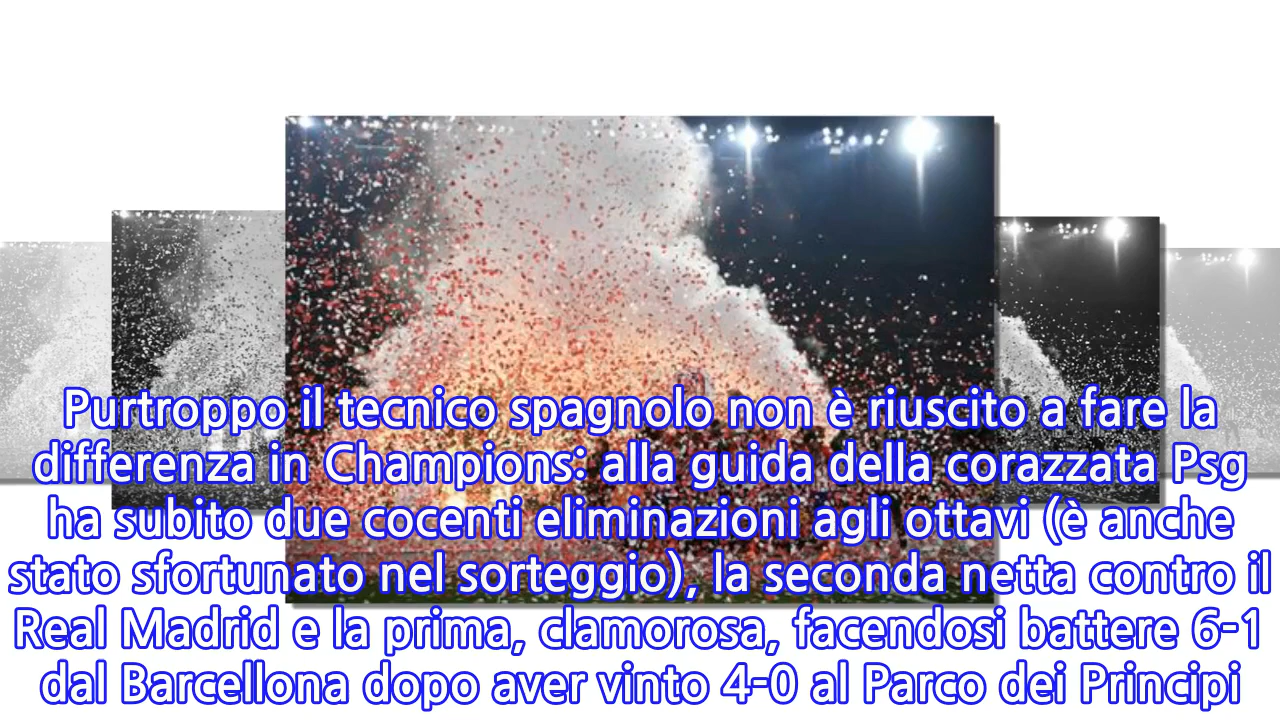 Purtroppo il tecnico spagnolo non è riuscito a fare la
differenza in Champions: alla guida della corazzata Psg
ha subito due cocenti eliminazioni agli ottavi (è anche
stato sfortunato nel sorteggio), la seconda netta contro il
Real Madrid e la prima, clamorosa, facendosi battere 6-1
dal Barcellona dopo aver vinto 4-0 al Parco dei Principi